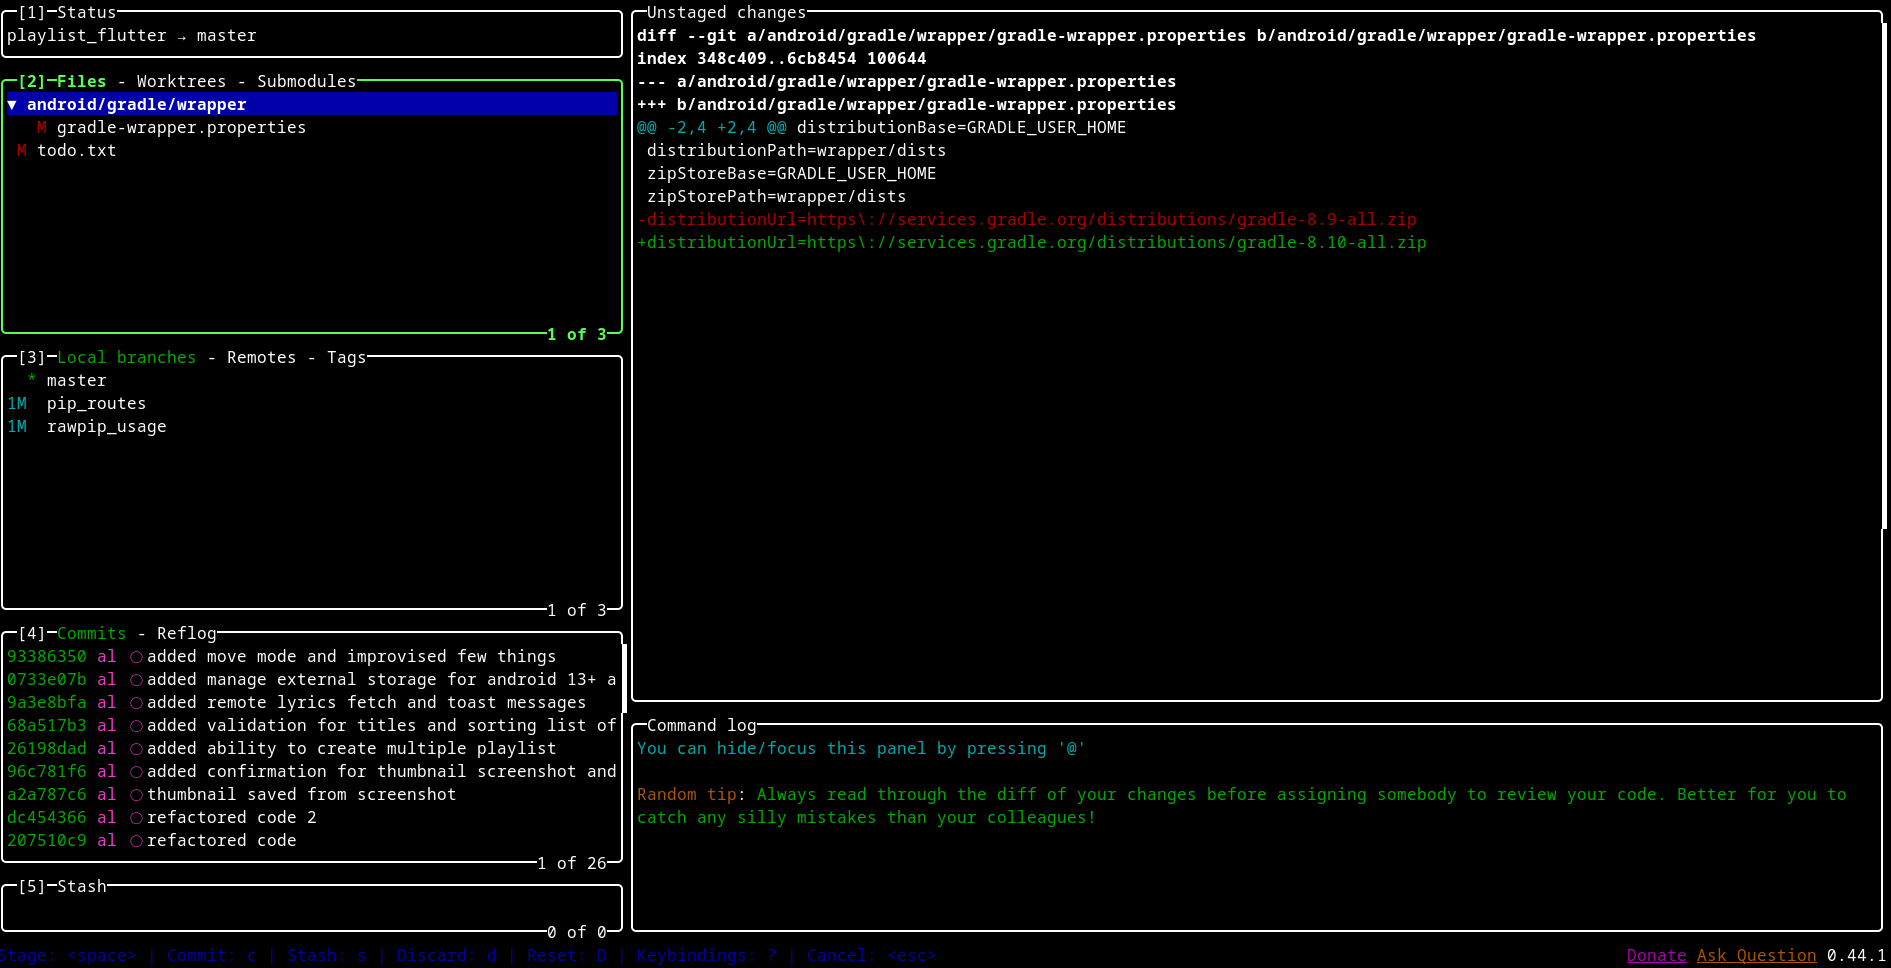 [1] Status
playlist_flutter → master
[2] Files - Worktrees - Submodules
▼ android/gradle/wrapper
M gradle-wrapper.properties
M todo.txt
1 of 3
[3] Local branches - Remotes - Tags
* master
1M pip_routes
1M rawpip_usage
1 of 3
[4] Commits - Reflog
93386350 al added move mode and improvised few things
0733e07b al added manage external storage for android 13+ a
9a3e8bfa al added remote lyrics fetch and toast messages
68a517b3 al added validation for titles and sorting list of
26198dad al added ability to create multiple playlist
96c781f6 al added confirmation for thumbnail screenshot and
a2a787c6 al thumbnail saved from screenshot
dc454366 al refactored code 2
207510c9 al refactored code
1 of 26
[5] Stash
0 of 0
Unstaged changes
diff --git a/android/gradle/wrapper/gradle-wrapper.properties b/android/gradle/wrapper/gradle-wrapper.properties
index 348c409..6cb8454 100644
--- a/android/gradle/wrapper/gradle-wrapper.properties
+++ b/android/gradle/wrapper/gradle-wrapper.properties
@@ -2,4 +2,4 @@ distributionBase=GRADLE_USER_HOME
distributionPath=wrapper/dists
zipStoreBase=GRADLE_USER_HOME
zipStorePath=wrapper/dists
-distributionUrl=https\://services.gradle.org/distributions/gradle-8.9-all.zip
+distributionUrl=https\://services.gradle.org/distributions/gradle-8.10-all.zip
Command log
You can hide/focus this panel by pressing '@'
Random tip: Always read through the diff of your changes before assigning somebody to review your code. Better for you to
catch any silly mistakes than your colleagues!
Stage: <space> | Commit: c | Stash: s | Discard: d | Reset: D | Keybindings: ? | Cancel: <esc>
Donate Ask Question 0.44.1